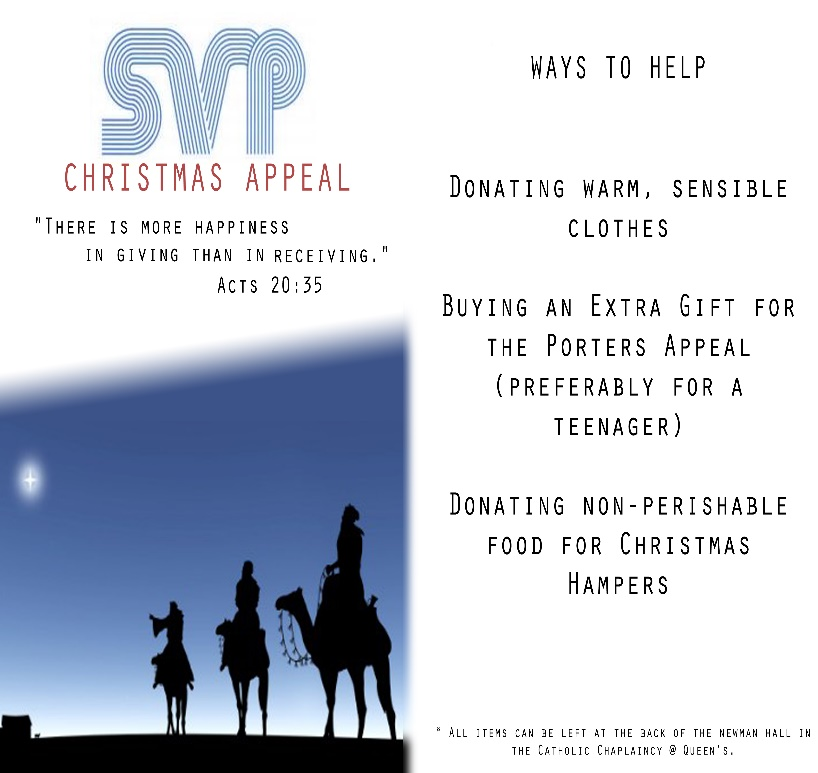 SVP
CHRISTMAS APPEAL
"THERE IS MORE HAPPINESS
IN GIVING THAN IN RECEIVING."
ACTS 20:35
WAYS TO HELP
DONATING WARM, SENSIBLE
CLOTHES
BUYING AN EXTRA GIFT FOR
THE PORTERS APPEAL
(PREFERABLY FOR A
TEENAGER)
DONATING NON-PERISHABLE
FOOD FOR CHRISTMAS
HAMPERS
* ALL ITEMS CAN BE LEFT AT THE BACK OF THE NEWMAN HALL IN
THE CATHOLIC CHAPLAINCY @ QUEEN'S.